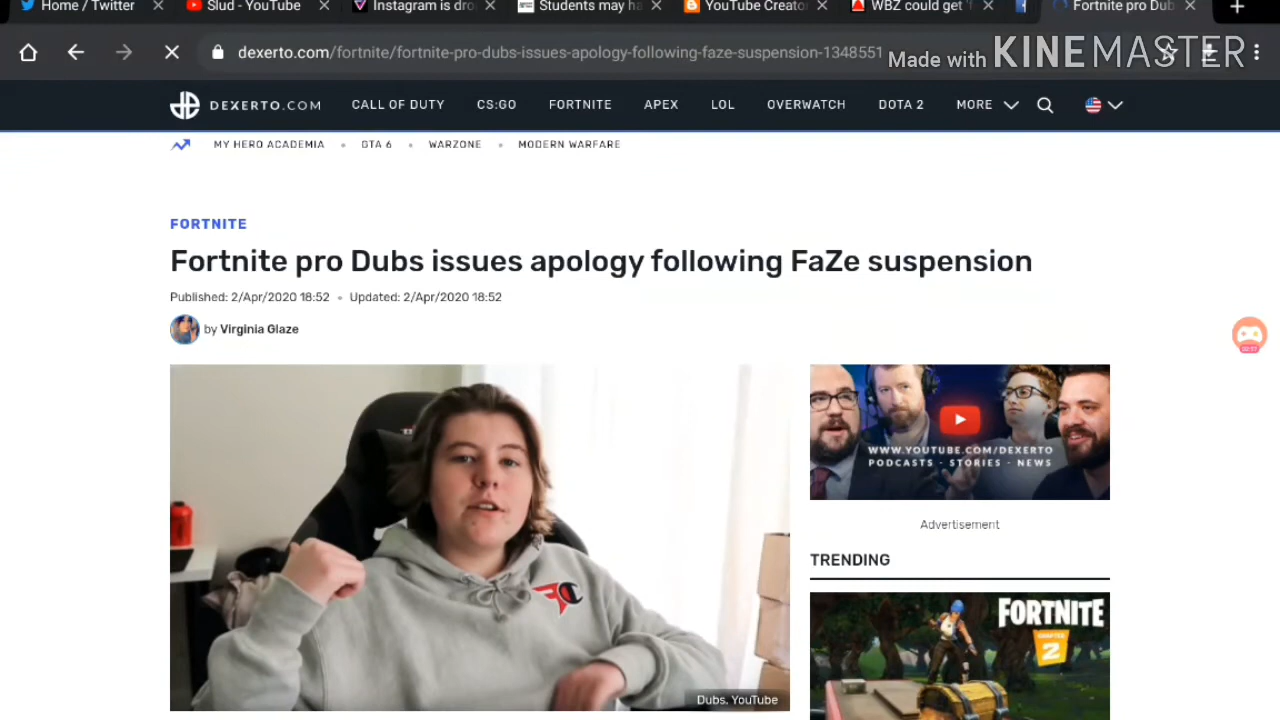 Home / Twitter
Slud - YouTube
Instagram is dro
Students may ha
YouTube Creator
WBZ could get '
Fortnite pro Dub
dexerto.com/fortnite/fortnite-pro-dubs-issues-apology-following-faze-suspension-1348551
Made with KINEMASTER
DEXERTO.COM CALL OF DUTY CS:GO FORTNITE APEX LOL OVERWATCH DOTA 2 MORE
MY HERO ACADEMIA • GTA 6 • WARZONE • MODERN WARFARE
FORTNITE
Fortnite pro Dubs issues apology following FaZe suspension
Published: 2/Apr/2020 18:52 • Updated: 2/Apr/2020 18:52
by Virginia Glaze
WWW.YOUTUBE.COM/DEXERTO
PODCASTS - STORIES - NEWS
Advertisement
TRENDING
FORTNITE
CHAPTER
2
Dubs, YouTube